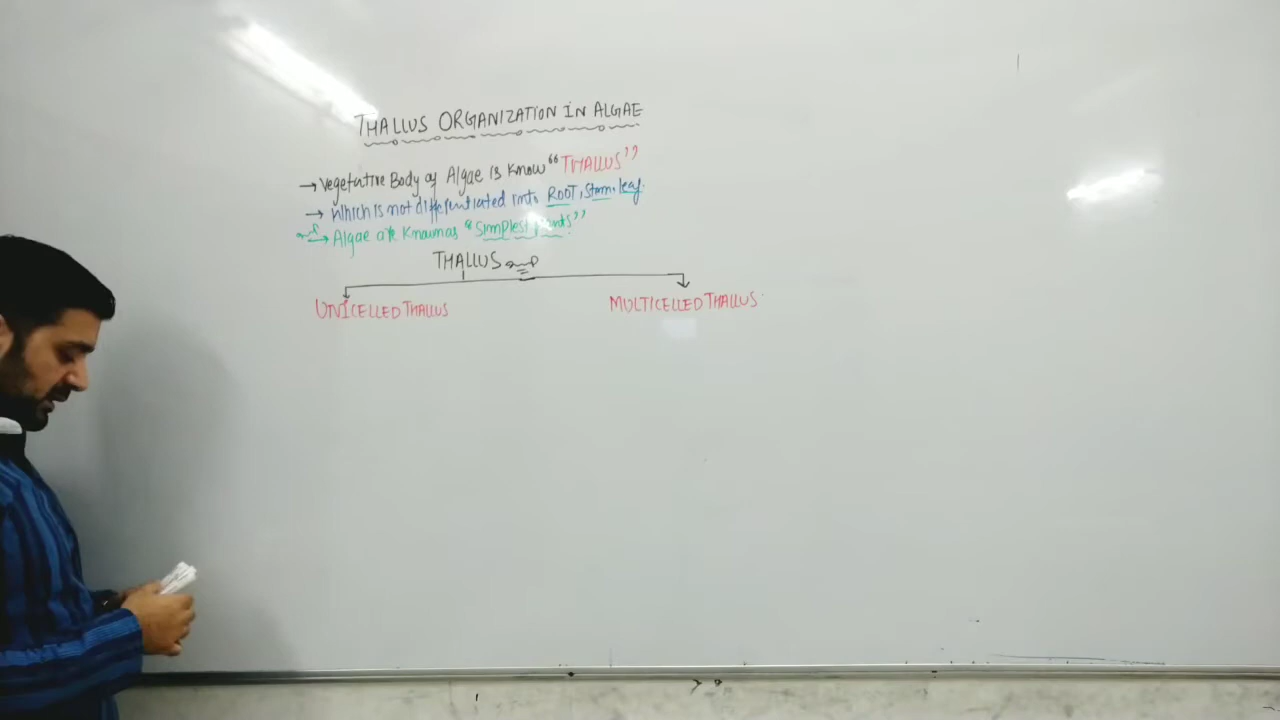 THALLUS ORGANIZATION IN ALGAE
→ Vegetative Body of Algae is Know "THALLUS"
→ Which is not differentiated into ROOT, Stem, leaf.
→ Algae are Known as "Simplest Plants"
THALLUS
UNICELLED THALLUS MULTICELLED THALLUS